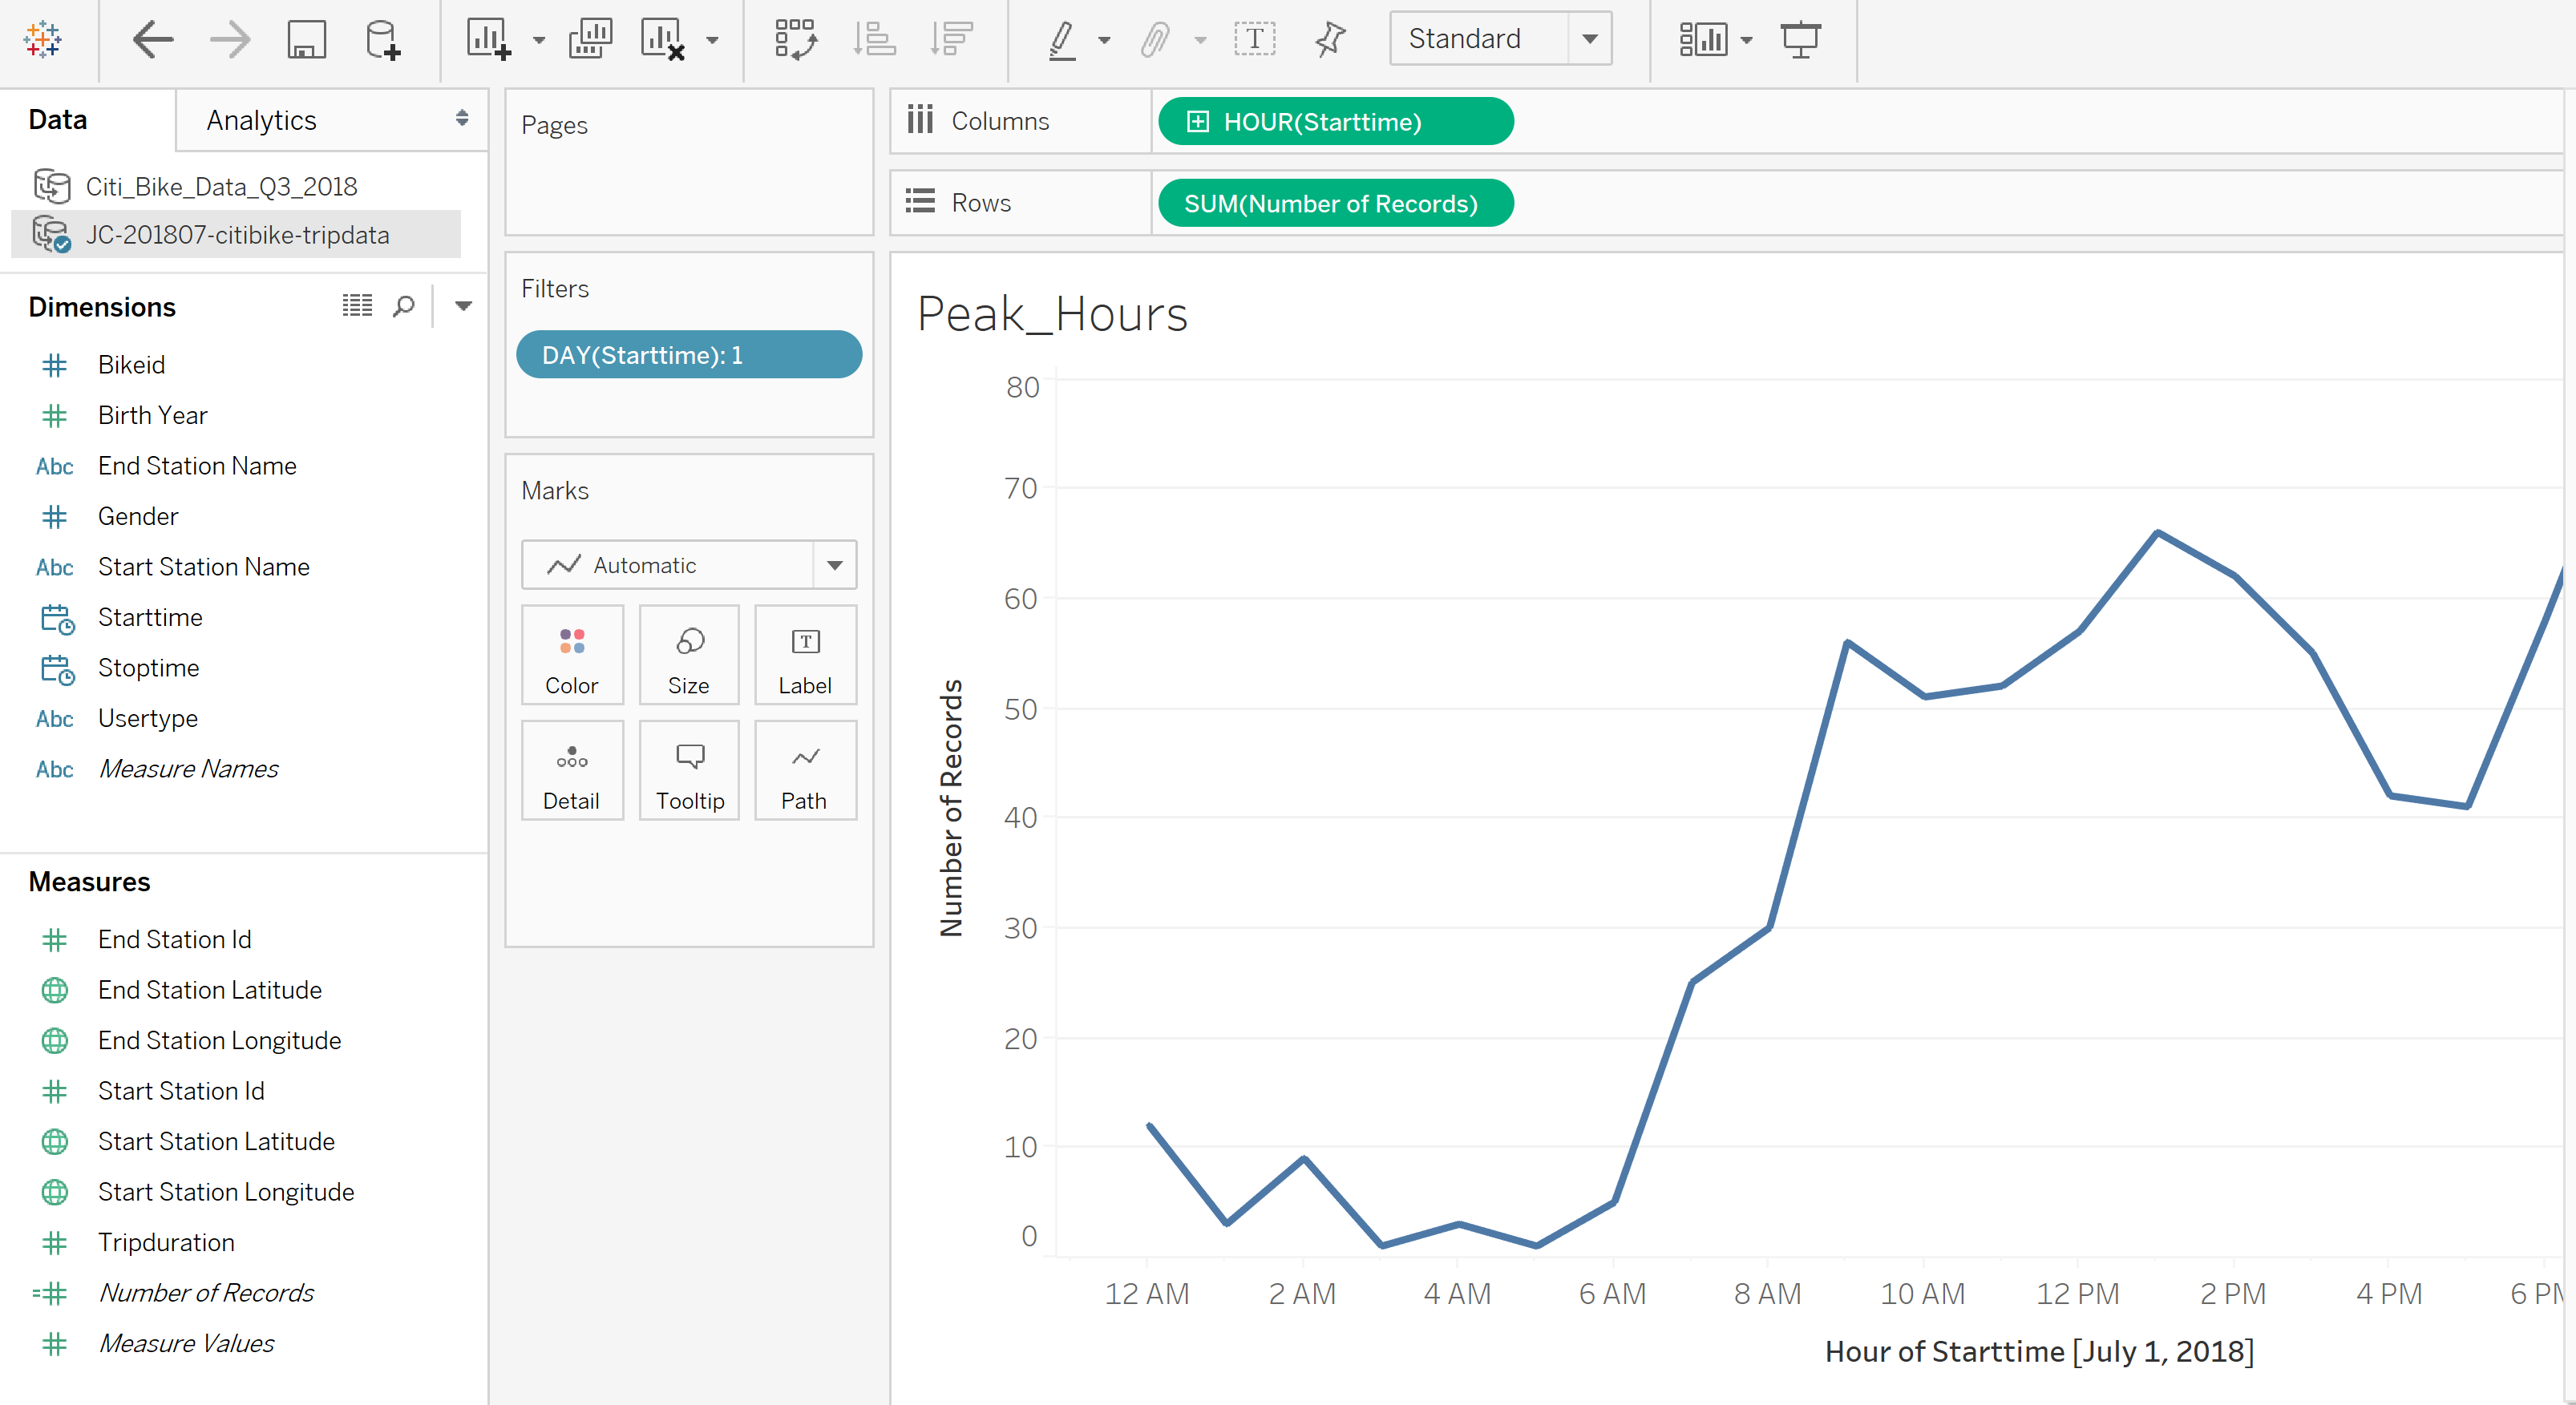 Standard
Data
Analytics
Citi_Bike_Data_Q3_2018
JC-201807-citibike-tripdata
Dimensions
Abc
Bikeid
Birth Year
Abc End Station Name
Gender
Abc Start Station Name
Starttime
Stoptime
Abc Usertype
Abc Measure Names
Measures
End Station Id
End Station Latitude
End Station Longitude
Start Station Id
Start Station Latitude
Start Station Longitude
Tripduration
Number of Records
Measure Values
Pages
Filters
DAY(Starttime): 1
Marks
Automatic
Color Size Label
Detail Tooltip Path
Columns HOUR(Starttime)
Rows SUM(Number of Records)
Peak_Hours
Number of Records
80
70
60
50
40
30
20
10
0
12 AM 2 AM 4 AM 6 AM 8 AM 10 AM 12 PM 2 PM 4 PM 6 PM
Hour of Starttime [July 1, 2018]